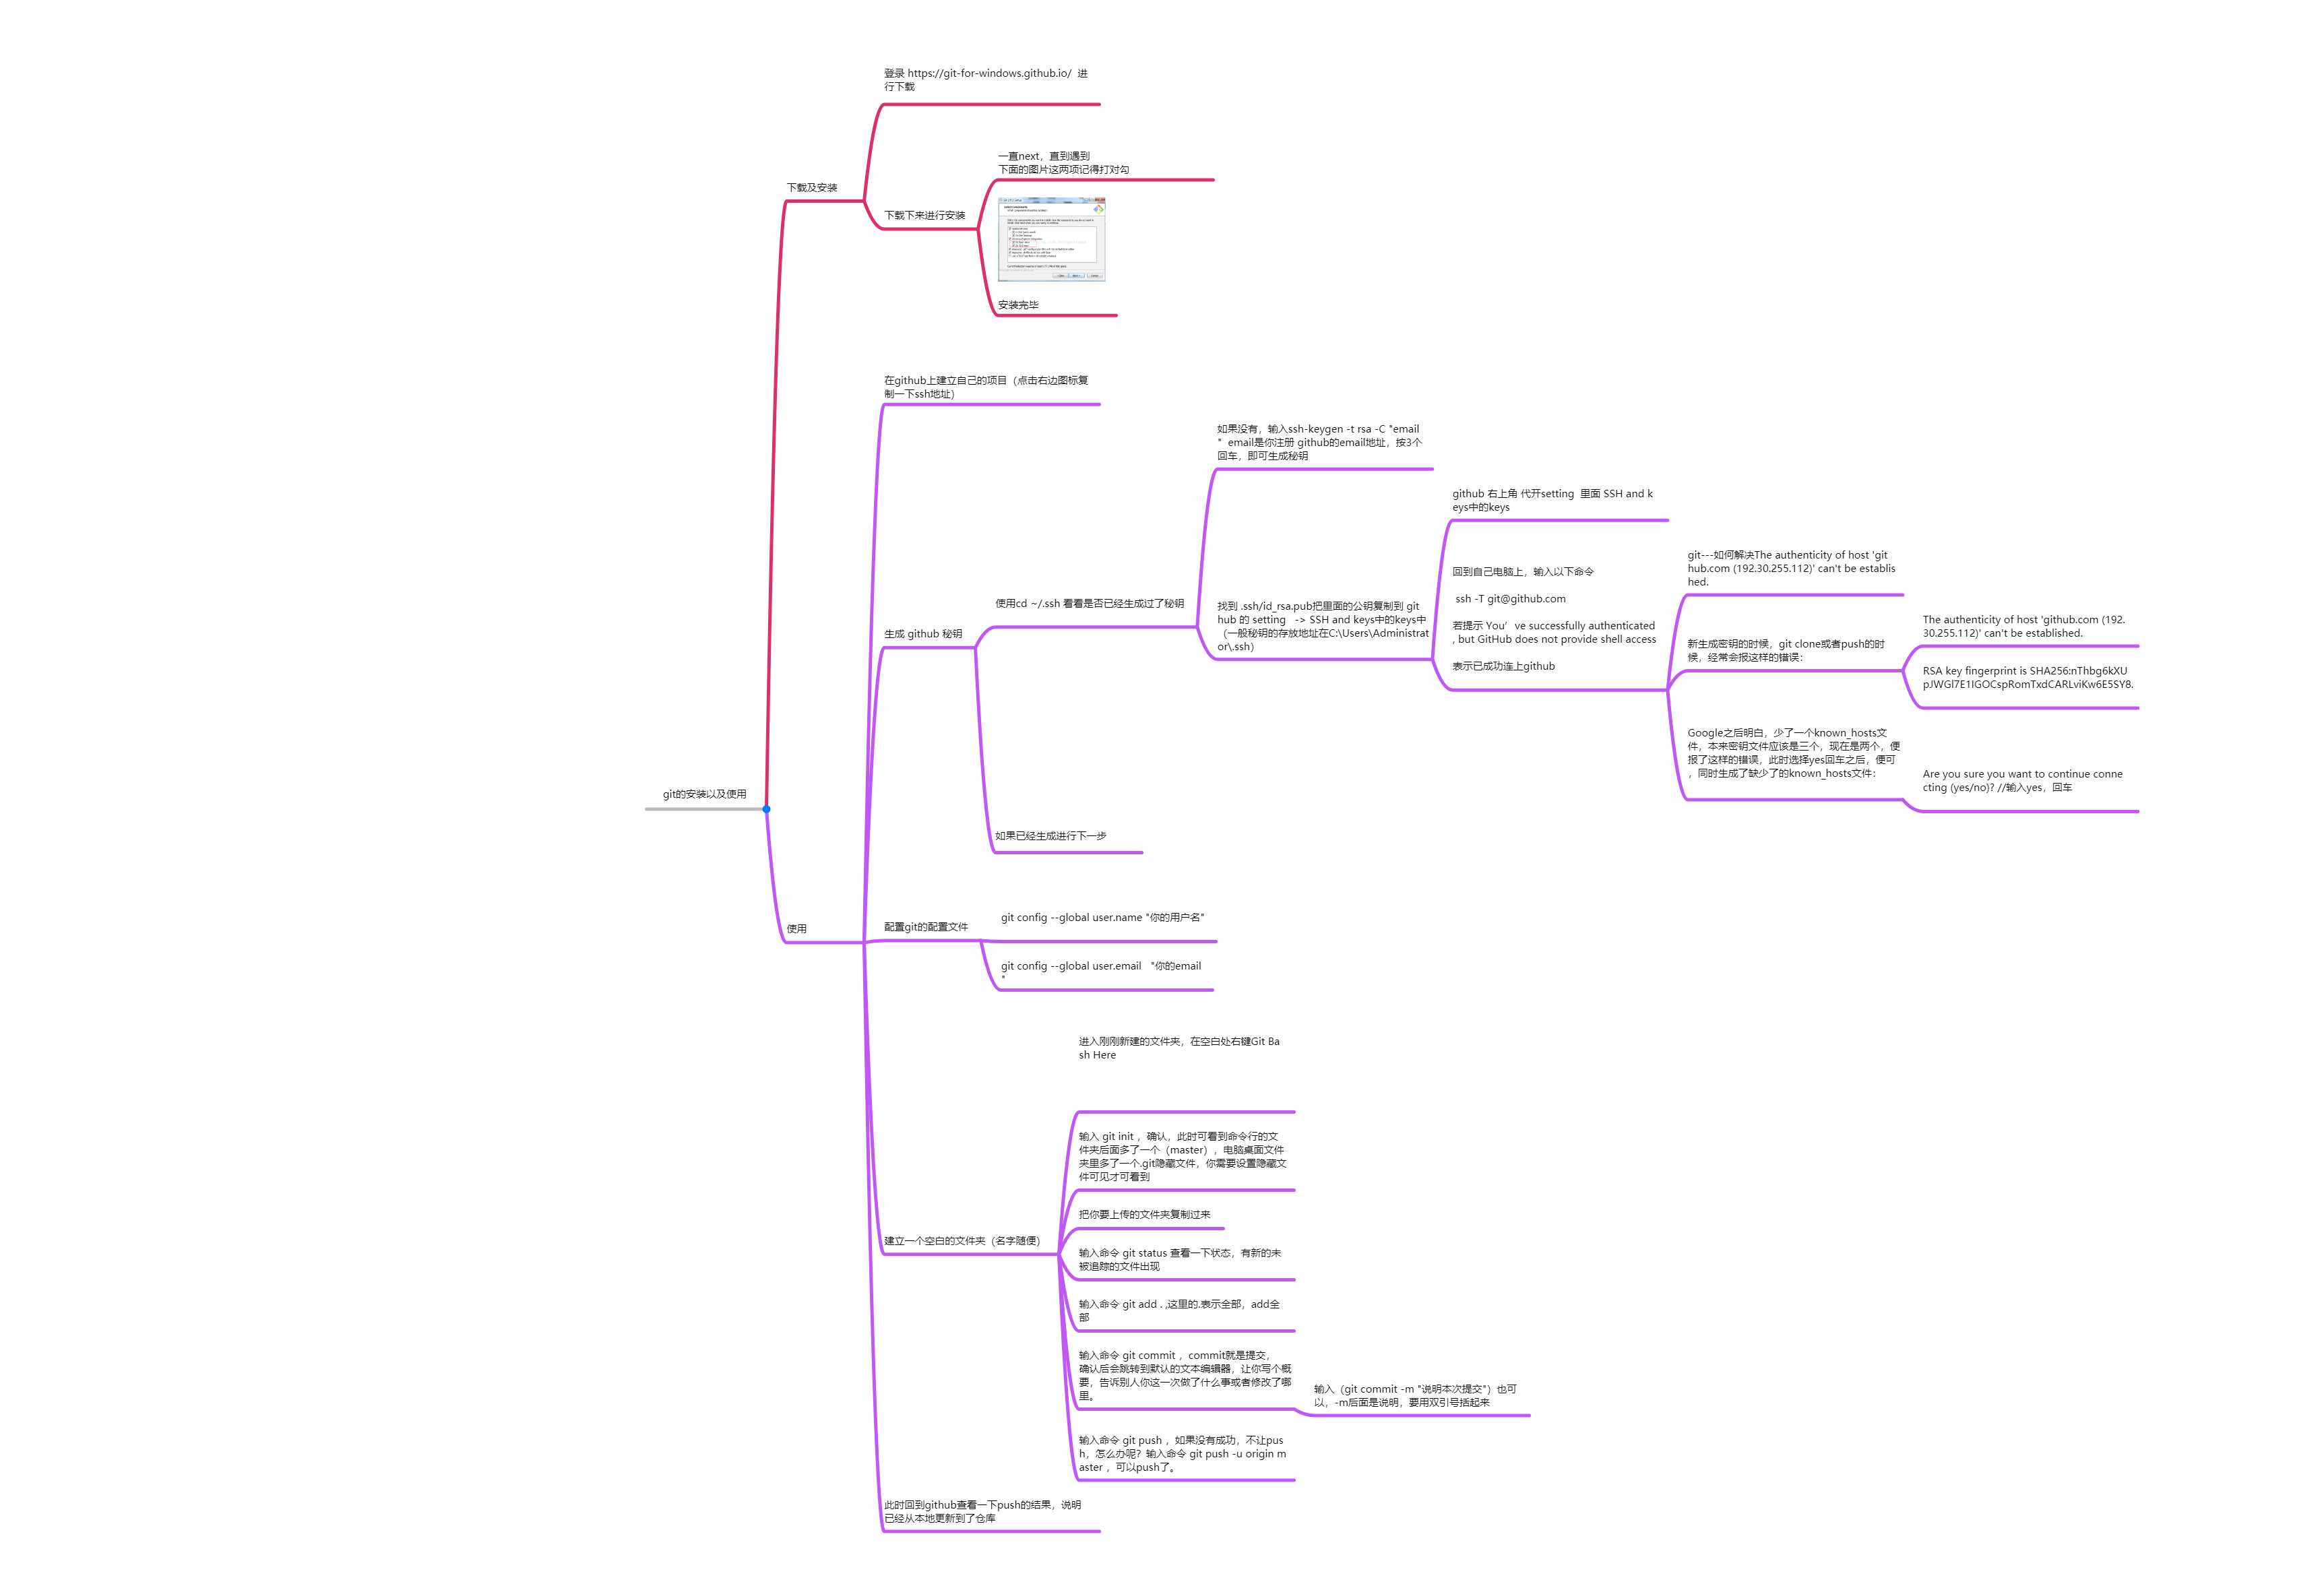 登录 https://git-for-windows.github.io/  进
行下载
一直next，直到遇到
下面的图片这两项记得打对勾
下载及安装
下载下来进行安装
安装完毕
在github上建立自己的项目（点击右边图标复
制一下ssh地址）
如果没有，输入ssh-keygen -t rsa -C "email
"  email是你注册 github的email地址，按3个
回车，即可生成秘钥
github 右上角 代开setting  里面 SSH and k
eys中的keys
git---如何解决The authenticity of host 'git
hub.com (192.30.255.112)' can't be establis
hed.
回到自己电脑上，输入以下命令
ssh -T git@github.com
若提示 You’ve successfully authenticated
, but GitHub does not provide shell access
表示已成功连上github
使用cd ~/.ssh 看看是否已经生成过了秘钥
找到 .ssh/id_rsa.pub把里面的公钥复制到 git
hub 的 setting   -> SSH and keys中的keys中
（一般秘钥的存放地址在C:\Users\Administrat
or\.ssh）
生成 github 秘钥
新生成密钥的时候，git clone或者push的时
候，经常会报这样的错误：
The authenticity of host 'github.com (192.
30.255.112)' can't be established.
RSA key fingerprint is SHA256:nThbg6kXU
pJWGl7E1IGOCspRomTxdCARLviKw6E5SY8.
Google之后明白，少了一个known_hosts文
件，本来密钥文件应该是三个，现在是两个，便
报了这样的错误，此时选择yes回车之后，便可
，同时生成了缺少了的known_hosts文件：
Are you sure you want to continue conne
cting (yes/no)? //输入yes，回车
git的安装以及使用
如果已经生成进行下一步
使用
配置git的配置文件
git config --global user.name "你的用户名"
git config --global user.email   "你的email
"
进入刚刚新建的文件夹，在空白处右键Git Ba
sh Here
输入 git init ，确认，此时可看到命令行的文
件夹后面多了一个（master），电脑桌面文件
夹里多了一个.git隐藏文件，你需要设置隐藏文
件可见才可看到
把你要上传的文件夹复制过来
建立一个空白的文件夹（名字随便）
输入命令 git status 查看一下状态，有新的未
被追踪的文件出现
输入命令 git add . ,这里的.表示全部，add全
部
输入命令 git commit ，commit就是提交，
确认后会跳转到默认的文本编辑器，让你写个概
要，告诉别人你这一次做了什么事或者修改了哪
里。
输入（git commit -m "说明本次提交"）也可
以，-m后面是说明，要用双引号括起来
输入命令 git push ，如果没有成功，不让pus
h，怎么办呢？输入命令 git push -u origin m
aster ，可以push了。
此时回到github查看一下push的结果，说明
已经从本地更新到了仓库